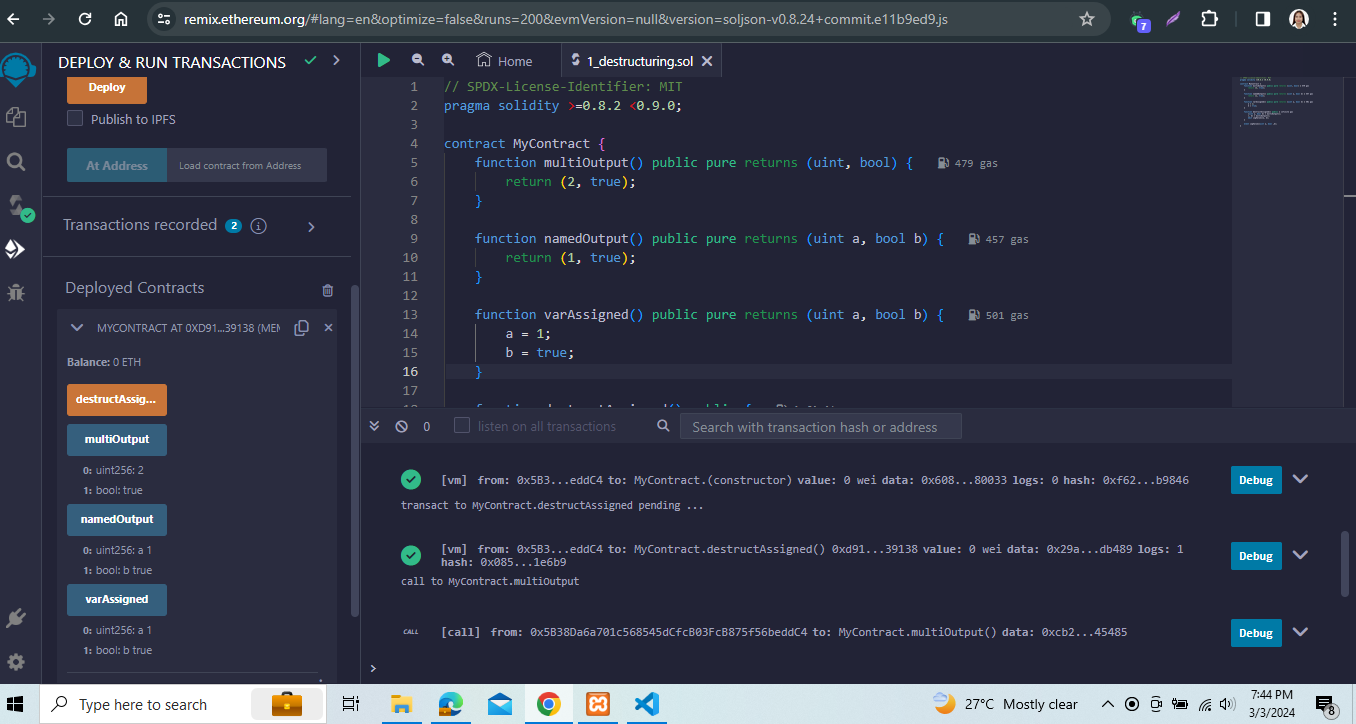 remix.ethereum.org/#lang=en&optimize=false&runs=200&evmVersion=null&version=soljson-v0.8.24+commit.e11b9ed9.js
7
DEPLOY & RUN TRANSACTIONS
Deploy
Publish to IPFS
At Address
Load contract from Address
Transactions recorded 2
Deployed Contracts
MYCONTRACT AT 0XD91...39138 (MEM
Balance: 0 ETH
destructAssig...
multiOutput
0: uint256: 2
1: bool: true
namedOutput
0: uint256: a 1
1: bool: b true
varAssigned
0: uint256: a 1
1: bool: b true
Home
1_destructuring.sol
1 // SPDX-License-Identifier: MIT
2 pragma solidity >=0.8.2 <0.9.0;
3
4 contract MyContract {
5 function multiOutput() public pure returns (uint, bool) { 479 gas
6 return (2, true);
7 }
8
9 function namedOutput() public pure returns (uint a, bool b) { 457 gas
10 return (1, true);
11 }
12
13 function varAssigned() public pure returns (uint a, bool b) { 501 gas
14 a = 1;
15 b = true;
16 }
17
0
listen on all transactions
Search with transaction hash or address
[vm] from: 0x5B3...eddC4 to: MyContract.(constructor) value: 0 wei data: 0x608...80033 logs: 0 hash: 0xf62...b9846
Debug
transact to MyContract.destructAssigned pending ...
[vm] from: 0x5B3...eddC4 to: MyContract.destructAssigned() 0xd91...39138 value: 0 wei data: 0x29a...db489 logs: 1
hash: 0x085...1e6b9
Debug
call to MyContract.multiOutput
CALL
[call] from: 0x5B38Da6a701c568545dCfcB03FcB875f56beddC4 to: MyContract.multiOutput() data: 0xcb2...45485
Debug
>
Type here to search
27°C Mostly clear
7:44 PM
3/3/2024
8